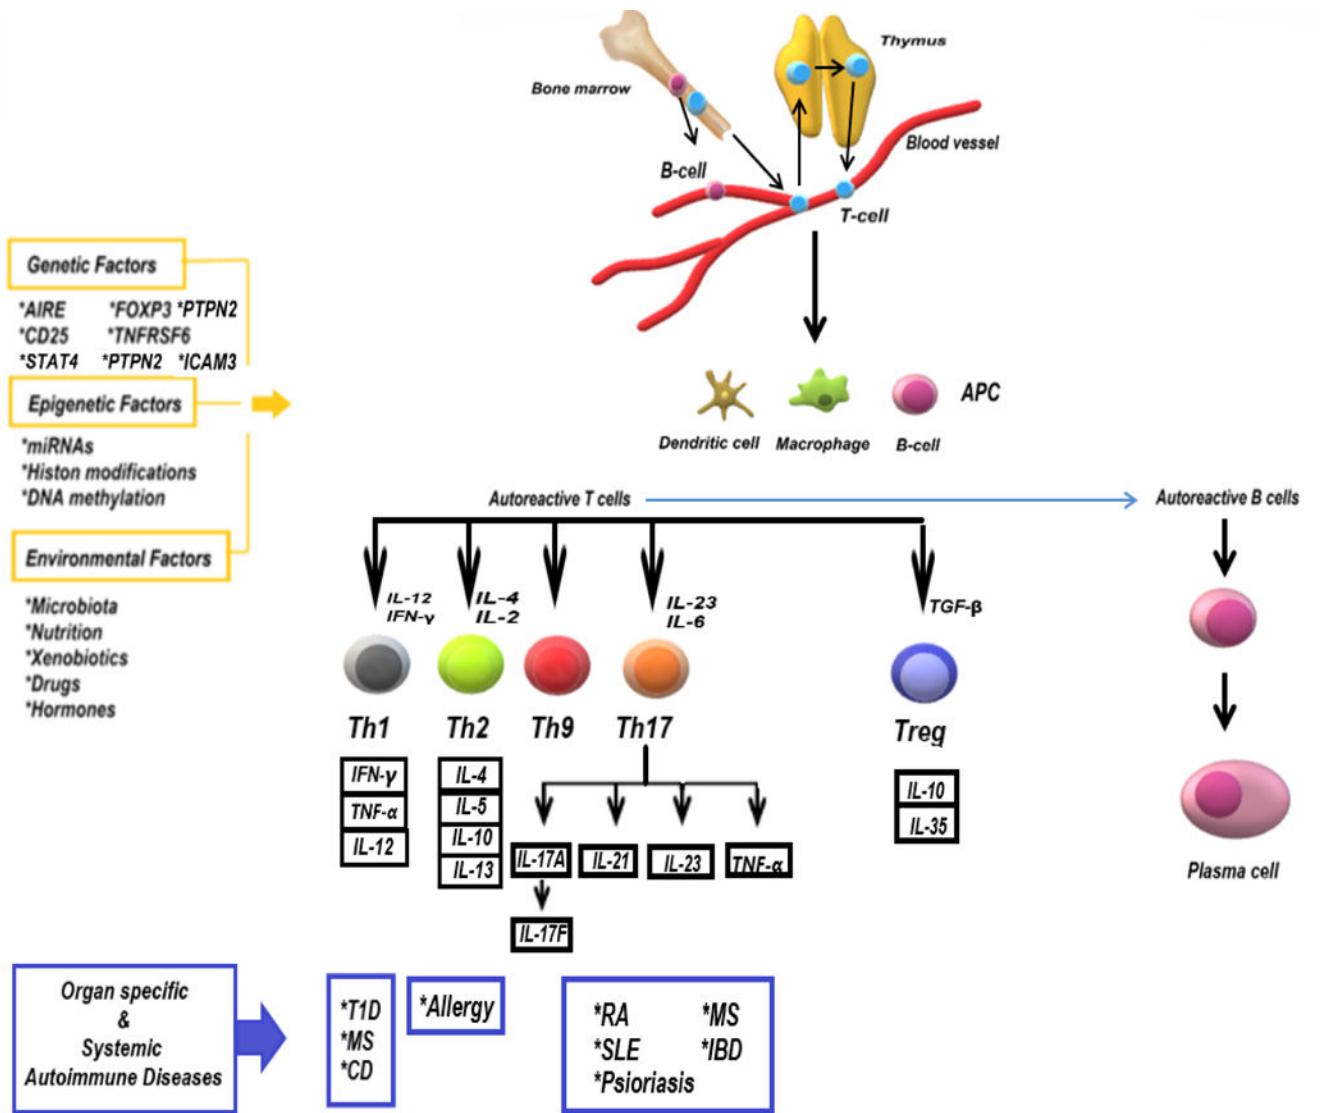 Thymus
Bone marrow
Blood vessel
B-cell
T-cell
Genetic Factors
*AIRE *FOXP3 *PTPN2
*CD25 *TNFRSF6
*STAT4 *PTPN2 *ICAM3
Epigenetic Factors
*miRNAs
*Histon modifications
*DNA methylation
Environmental Factors
*Microbiota
*Nutrition
*Xenobiotics
*Drugs
*Hormones
APC
Dendritic cell Macrophage B-cell
Autoreactive T cells Autoreactive B cells
IL-12
IFN-γ
IL-4
IL-2
IL-23
IL-6
TGF-β
Th1 Th2 Th9 Th17 Treg
IFN-γ
TNF-α
IL-12
IL-4
IL-5
IL-10
IL-13
IL-17A IL-21 IL-23 TNF-α
IL-17F
IL-10
IL-35
Plasma cell
Organ specific
&
Systemic
Autoimmune Diseases
*T1D
*MS
*CD
*Allergy
*RA *MS
*SLE *IBD
*Psioriasis